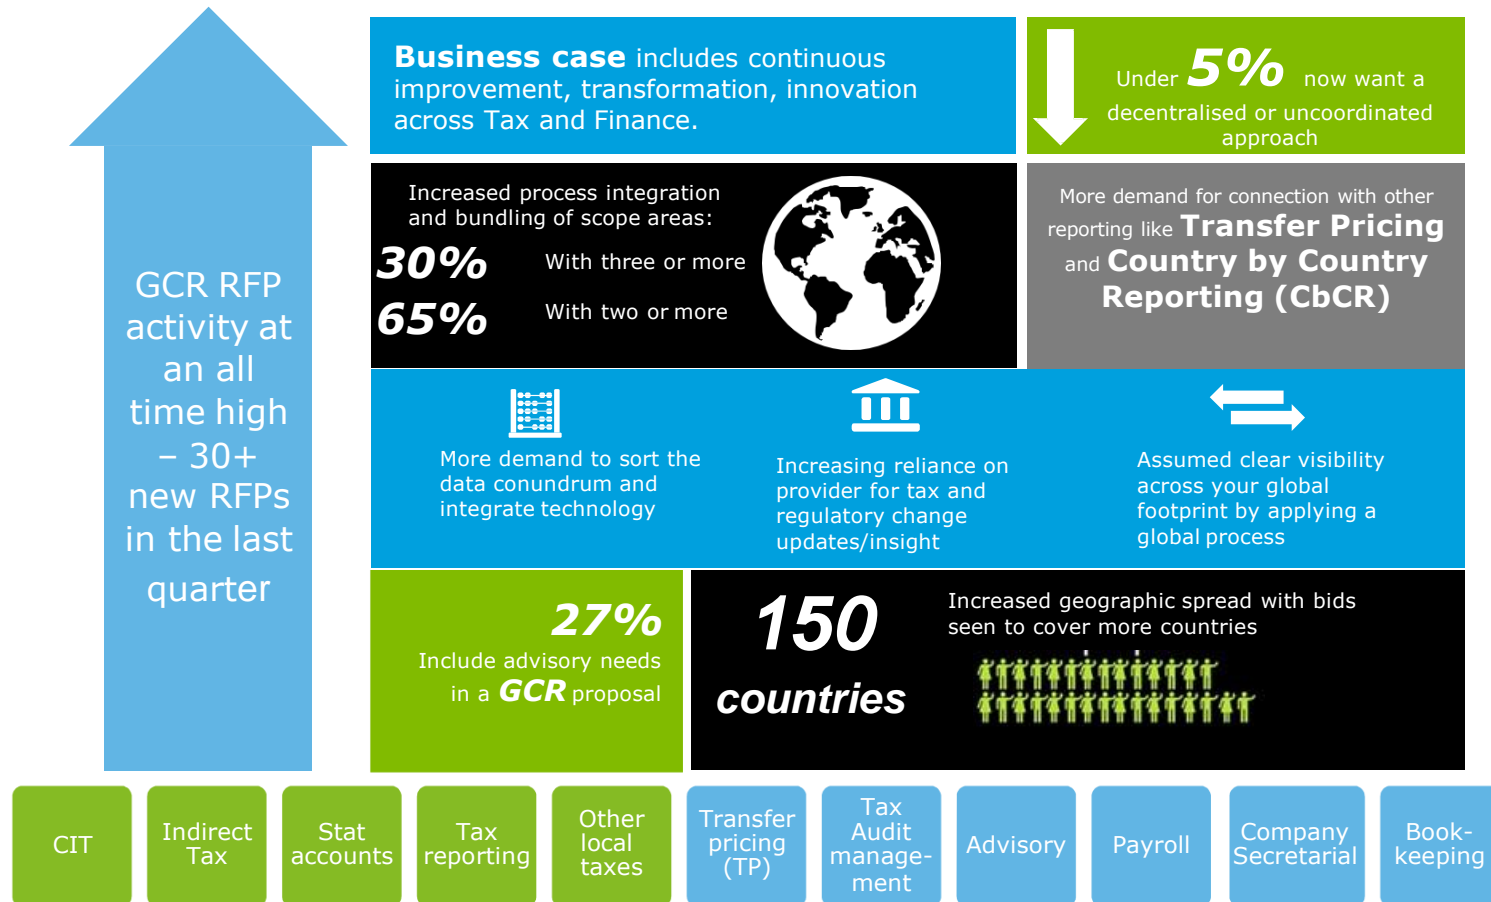 GCR RFP
activity at
an all
time high
– 30+
new RFPs
in the last
quarter
Business case includes continuous
improvement, transformation, innovation
across Tax and Finance.
Under 5% now want a
decentralised or uncoordinated
approach
Increased process integration
and bundling of scope areas:
30% With three or more
65% With two or more
More demand for connection with other
reporting like Transfer Pricing
and Country by Country
Reporting (CbCR)
More demand to sort the
data conundrum and
integrate technology
Increasing reliance on
provider for tax and
regulatory change
updates/insight
Assumed clear visibility
across your global
footprint by applying a
global process
27%
Include advisory needs
in a GCR proposal
150
countries
Increased geographic spread with bids
seen to cover more countries
CIT
Indirect
Tax
Stat
accounts
Tax
reporting
Other
local
taxes
Transfer
pricing
(TP)
Tax
Audit
manage-
ment
Advisory
Payroll
Company
Secretarial
Book-
keeping